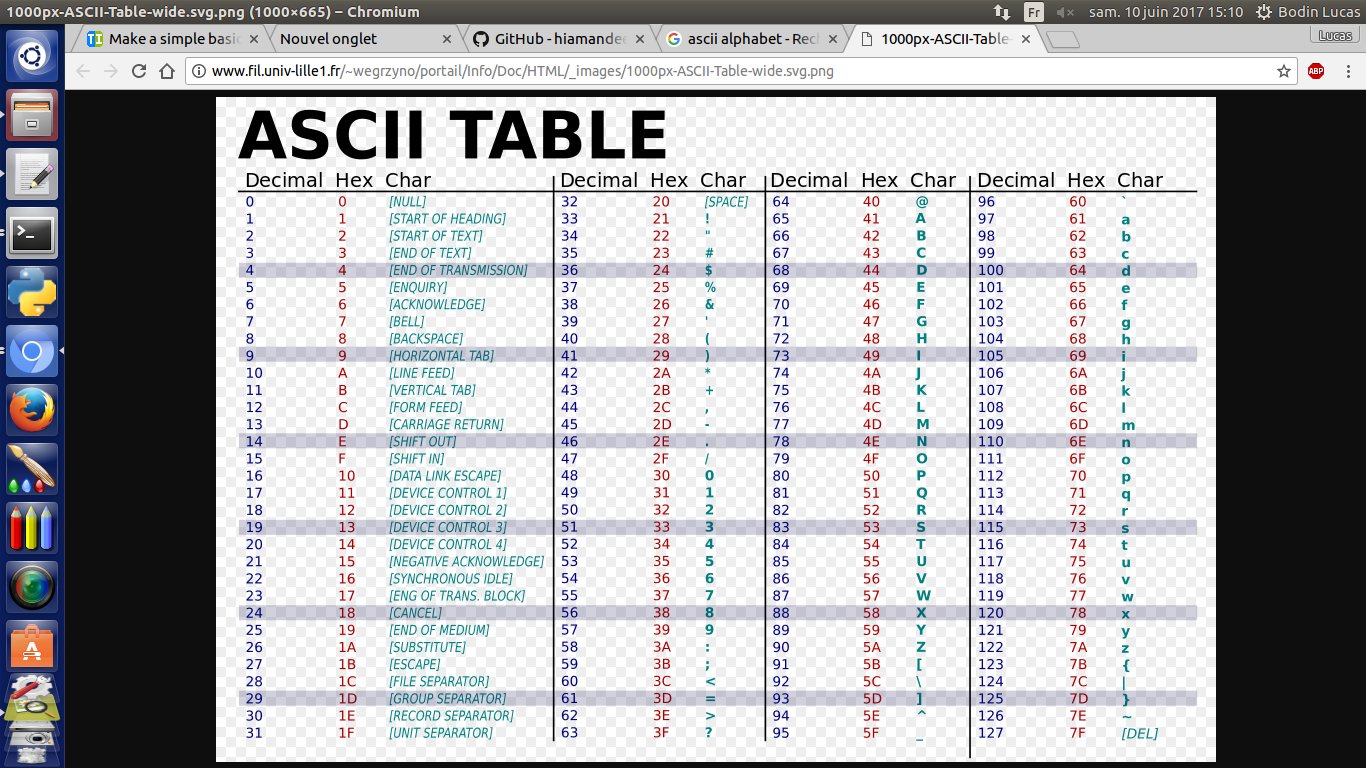 1000px-ASCII-Table-wide.svg.png (1000×665) – Chromium Fr sam. 10 juin 2017 15:10 Bodin Lucas
Make a simple basi Nouvel onglet GitHub - hiamande ascii alphabet - Rech 1000px-ASCII-Table- Lucas
www.fil.univ-lille1.fr/~wegrzyno/portail/Info/Doc/HTML/_images/1000px-ASCII-Table-wide.svg.png ABP
ASCII TABLE
Decimal Hex Char Decimal Hex Char Decimal Hex Char Decimal Hex Char
0 0 [NULL] 32 20 [SPACE] 64 40 @ 96 60 `
1 1 [START OF HEADING] 33 21 ! 65 41 A 97 61 a
2 2 [START OF TEXT] 34 22 " 66 42 B 98 62 b
3 3 [END OF TEXT] 35 23 # 67 43 C 99 63 c
4 4 [END OF TRANSMISSION] 36 24 $ 68 44 D 100 64 d
5 5 [ENQUIRY] 37 25 % 69 45 E 101 65 e
6 6 [ACKNOWLEDGE] 38 26 & 70 46 F 102 66 f
7 7 [BELL] 39 27 ' 71 47 G 103 67 g
8 8 [BACKSPACE] 40 28 ( 72 48 H 104 68 h
9 9 [HORIZONTAL TAB] 41 29 ) 73 49 I 105 69 i
10 A [LINE FEED] 42 2A * 74 4A J 106 6A j
11 B [VERTICAL TAB] 43 2B + 75 4B K 107 6B k
12 C [FORM FEED] 44 2C , 76 4C L 108 6C l
13 D [CARRIAGE RETURN] 45 2D - 77 4D M 109 6D m
14 E [SHIFT OUT] 46 2E . 78 4E N 110 6E n
15 F [SHIFT IN] 47 2F / 79 4F O 111 6F o
16 10 [DATA LINK ESCAPE] 48 30 0 80 50 P 112 70 p
17 11 [DEVICE CONTROL 1] 49 31 1 81 51 Q 113 71 q
18 12 [DEVICE CONTROL 2] 50 32 2 82 52 R 114 72 r
19 13 [DEVICE CONTROL 3] 51 33 3 83 53 S 115 73 s
20 14 [DEVICE CONTROL 4] 52 34 4 84 54 T 116 74 t
21 15 [NEGATIVE ACKNOWLEDGE] 53 35 5 85 55 U 117 75 u
22 16 [SYNCHRONOUS IDLE] 54 36 6 86 56 V 118 76 v
23 17 [ENG OF TRANS. BLOCK] 55 37 7 87 57 W 119 77 w
24 18 [CANCEL] 56 38 8 88 58 X 120 78 x
25 19 [END OF MEDIUM] 57 39 9 89 59 Y 121 79 y
26 1A [SUBSTITUTE] 58 3A : 90 5A Z 122 7A z
27 1B [ESCAPE] 59 3B ; 91 5B [ 123 7B {
28 1C [FILE SEPARATOR] 60 3C < 92 5C \ 124 7C |
29 1D [GROUP SEPARATOR] 61 3D = 93 5D ] 125 7D }
30 1E [RECORD SEPARATOR] 62 3E > 94 5E ^ 126 7E ~
31 1F [UNIT SEPARATOR] 63 3F ? 95 5F _ 127 7F [DEL]